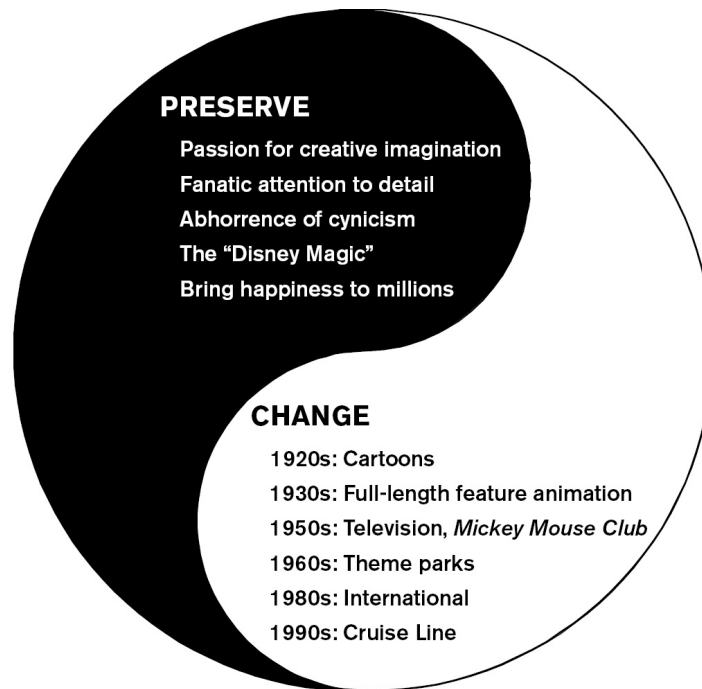 PRESERVE
Passion for creative imagination
Fanatic attention to detail
Abhorrence of cynicism
The “Disney Magic”
Bring happiness to millions
CHANGE
1920s: Cartoons
1930s: Full-length feature animation
1950s: Television, Mickey Mouse Club
1960s: Theme parks
1980s: International
1990s: Cruise Line